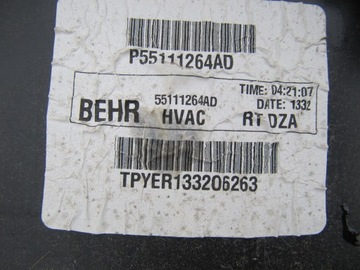 P55111264AD
TIME: 04:21:07
55111264AD DATE: 1332
BEHR HVAC RT DZA
TPYER133206263